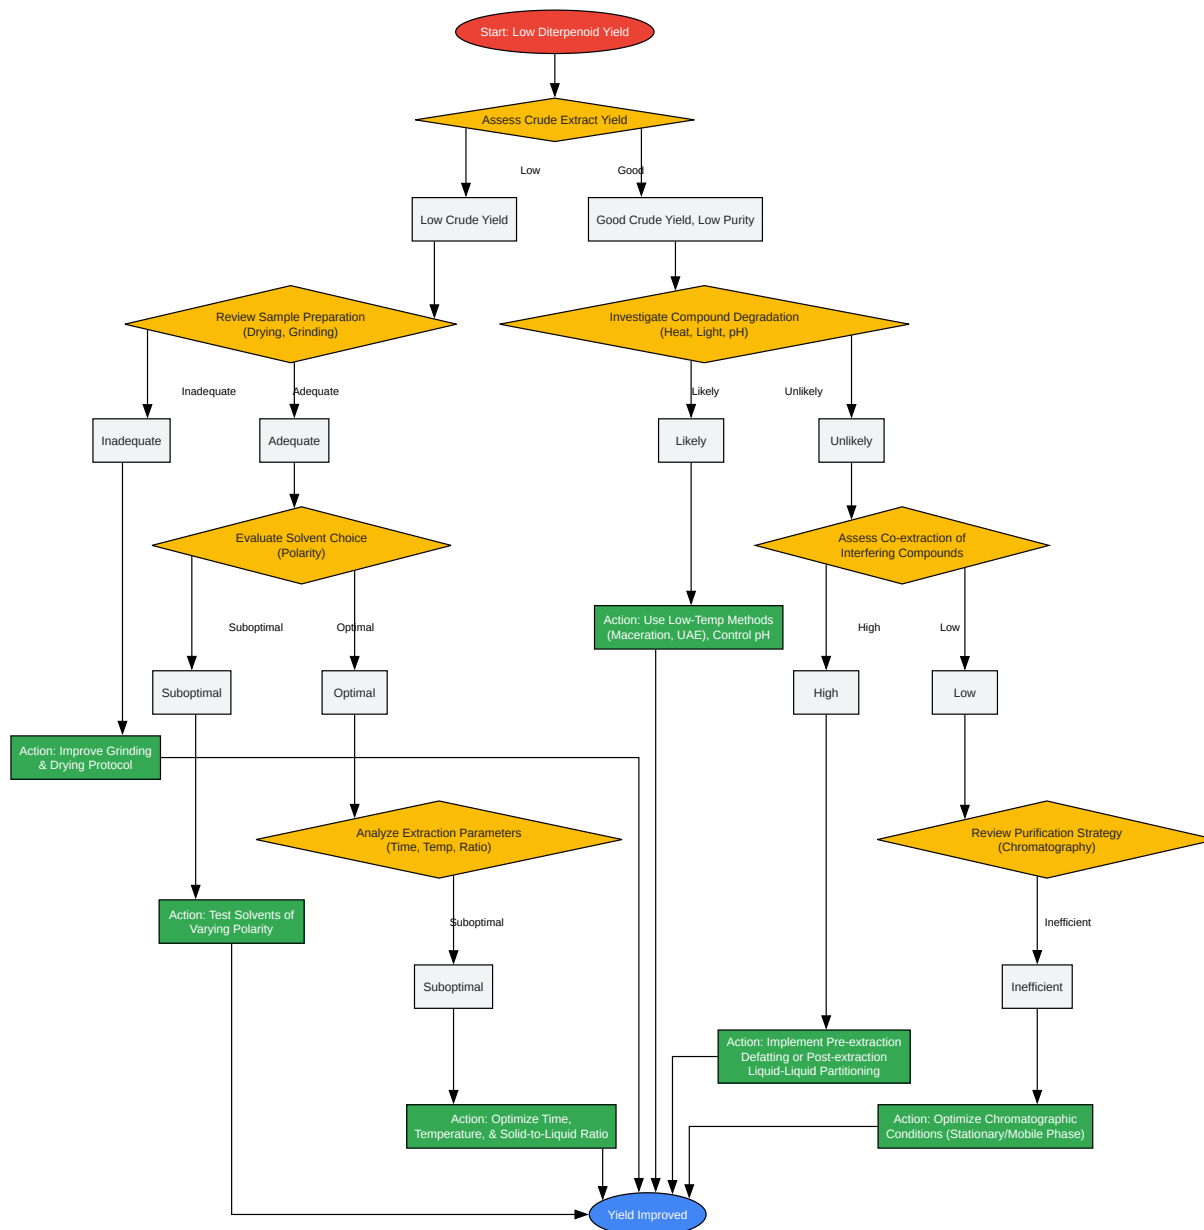 Start: Low Diterpenoid Yield
Assess Crude Extract Yield
Low
Good
Low Crude Yield
Good Crude Yield, Low Purity
Review Sample Preparation
(Drying, Grinding)
Investigate Compound Degradation
(Heat, Light, pH)
Inadequate
Adequate
Likely
Unlikely
Inadequate
Adequate
Likely
Unlikely
Evaluate Solvent Choice
(Polarity)
Assess Co-extraction of
Interfering Compounds
Suboptimal
Optimal
Action: Use Low-Temp Methods
(Maceration, UAE), Control pH
High
Low
Suboptimal
Optimal
High
Low
Action: Improve Grinding
& Drying Protocol
Analyze Extraction Parameters
(Time, Temp, Ratio)
Review Purification Strategy
(Chromatography)
Action: Test Solvents of
Varying Polarity
Suboptimal
Inefficient
Suboptimal
Inefficient
Action: Implement Pre-extraction
Defatting or Post-extraction
Liquid-Liquid Partitioning
Action: Optimize Time,
Temperature, & Solid-to-Liquid Ratio
Action: Optimize Chromatographic
Conditions (Stationary/Mobile Phase)
Yield Improved